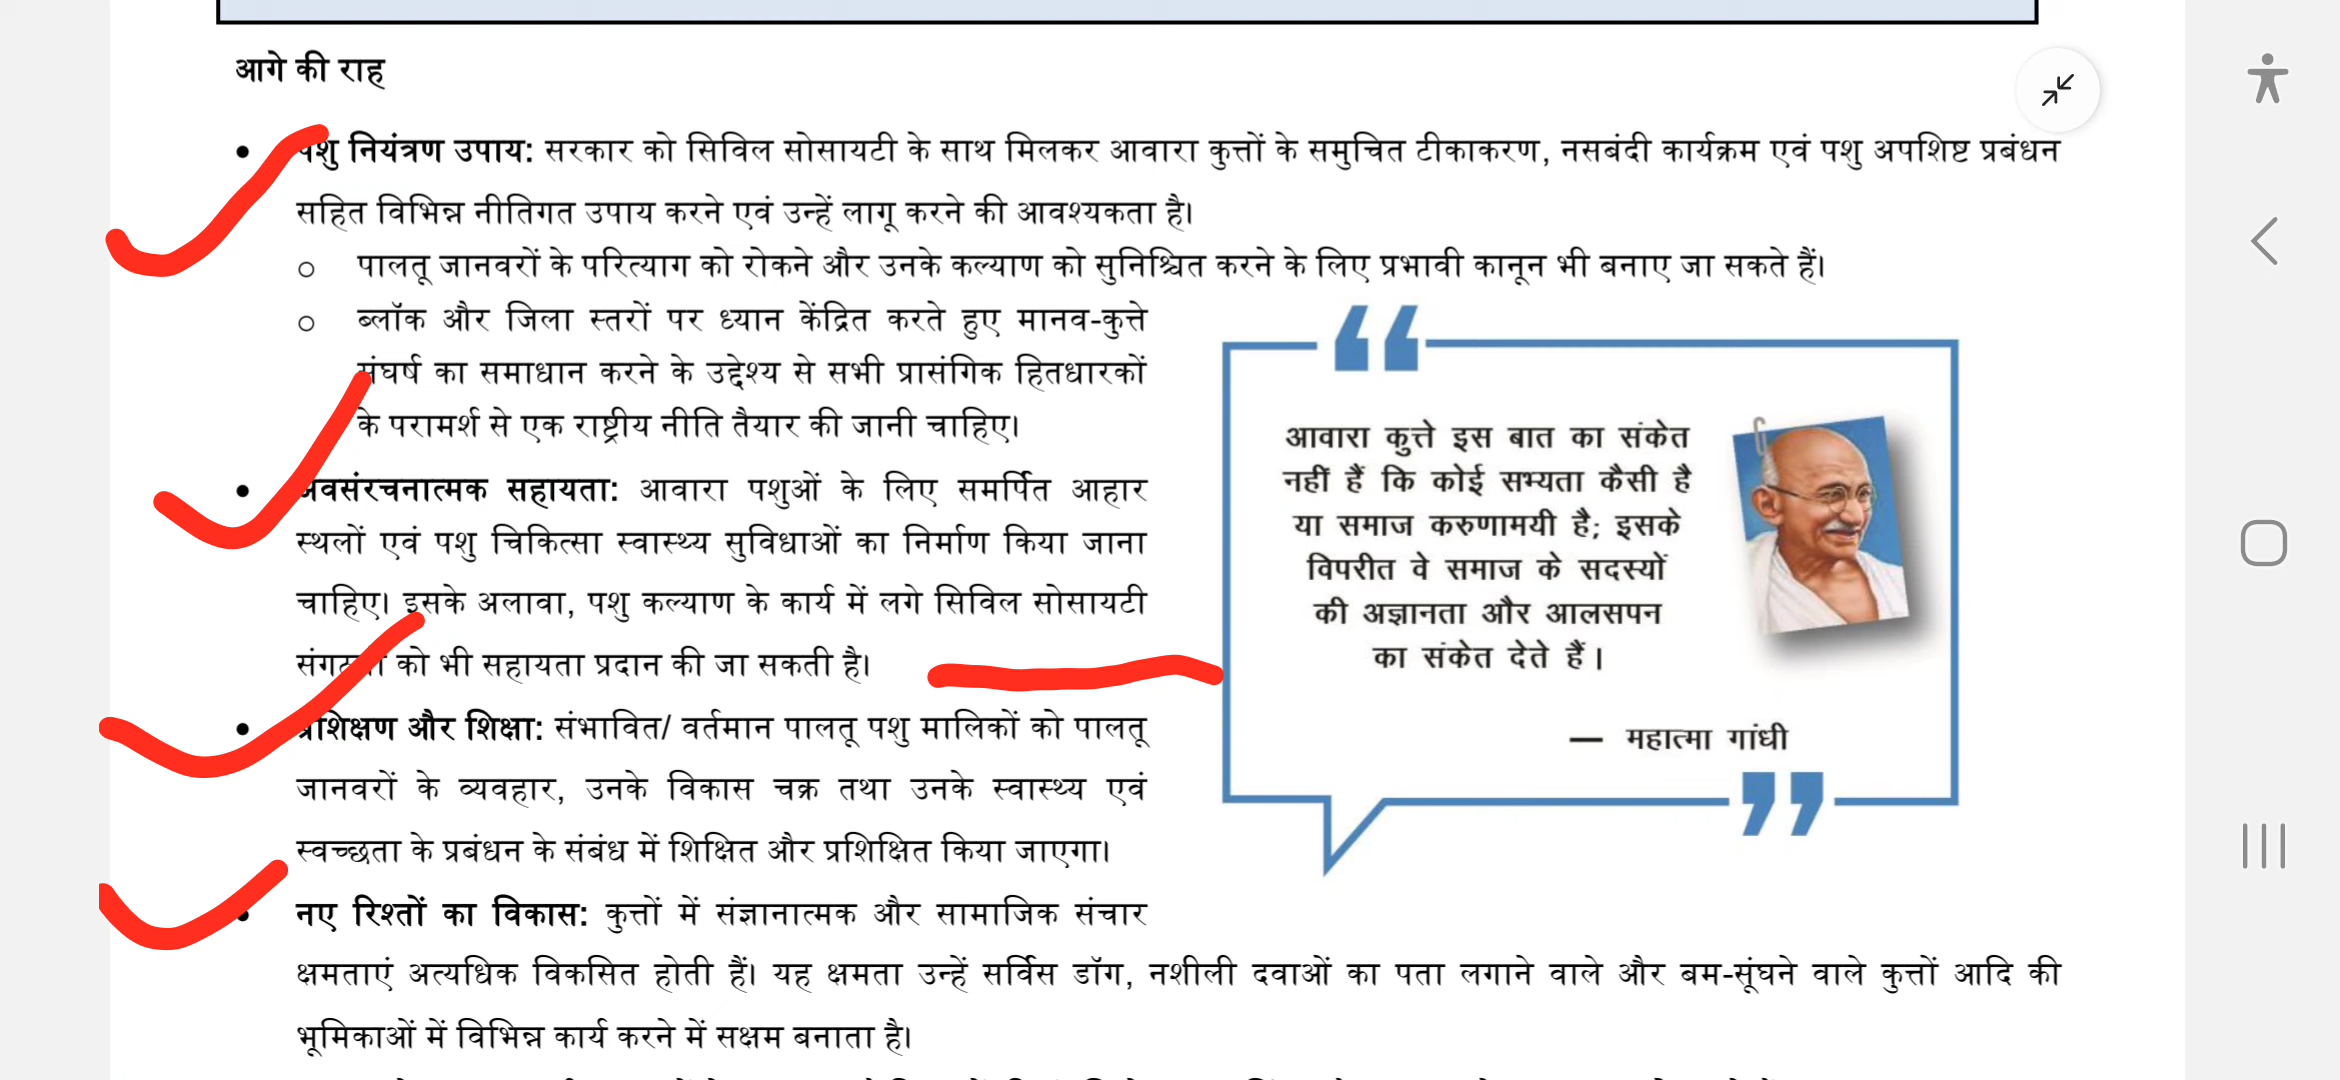 आगे की राह
• पशु नियंत्रण उपाय: सरकार को सिविल सोसायटी के साथ मिलकर आवारा कुत्तों के समुचित टीकाकरण, नसबंदी कार्यक्रम एवं पशु अपशिष्ट प्रबंधन
सहित विभिन्न नीतिगत उपाय करने एवं उन्हें लागू करने की आवश्यकता है।
o पालतू जानवरों के परित्याग को रोकने और उनके कल्याण को सुनिश्चित करने के लिए प्रभावी कानून भी बनाए जा सकते हैं।
o ब्लॉक और जिला स्तरों पर ध्यान केंद्रित करते हुए मानव-कुत्ते
संघर्ष का समाधान करने के उद्देश्य से सभी प्रासंगिक हितधारकों
के परामर्श से एक राष्ट्रीय नीति तैयार की जानी चाहिए।
• अवसंरचनात्मक सहायता: आवारा पशुओं के लिए समर्पित आहार
स्थलों एवं पशु चिकित्सा स्वास्थ्य सुविधाओं का निर्माण किया जाना
चाहिए। इसके अलावा, पशु कल्याण के कार्य में लगे सिविल सोसायटी
संगठनों को भी सहायता प्रदान की जा सकती है।
• प्रशिक्षण और शिक्षा: संभावित/ वर्तमान पालतू पशु मालिकों को पालतू
जानवरों के व्यवहार, उनके विकास चक्र तथा उनके स्वास्थ्य एवं
स्वच्छता के प्रबंधन के संबंध में शिक्षित और प्रशिक्षित किया जाएगा।
• नए रिश्तों का विकास: कुत्तों में संज्ञानात्मक और सामाजिक संचार
क्षमताएं अत्यधिक विकसित होती हैं। यह क्षमता उन्हें सर्विस डॉग, नशीली दवाओं का पता लगाने वाले और बम-सूंघने वाले कुत्तों आदि की
भूमिकाओं में विभिन्न कार्य करने में सक्षम बनाता है।
“
आवारा कुत्ते इस बात का संकेत
नहीं हैं कि कोई सभ्यता कैसी है
या समाज करुणामयी है; इसके
विपरीत वे समाज के सदस्यों
की अज्ञानता और आलसपन
का संकेत देते हैं।
— महात्मा गांधी
”